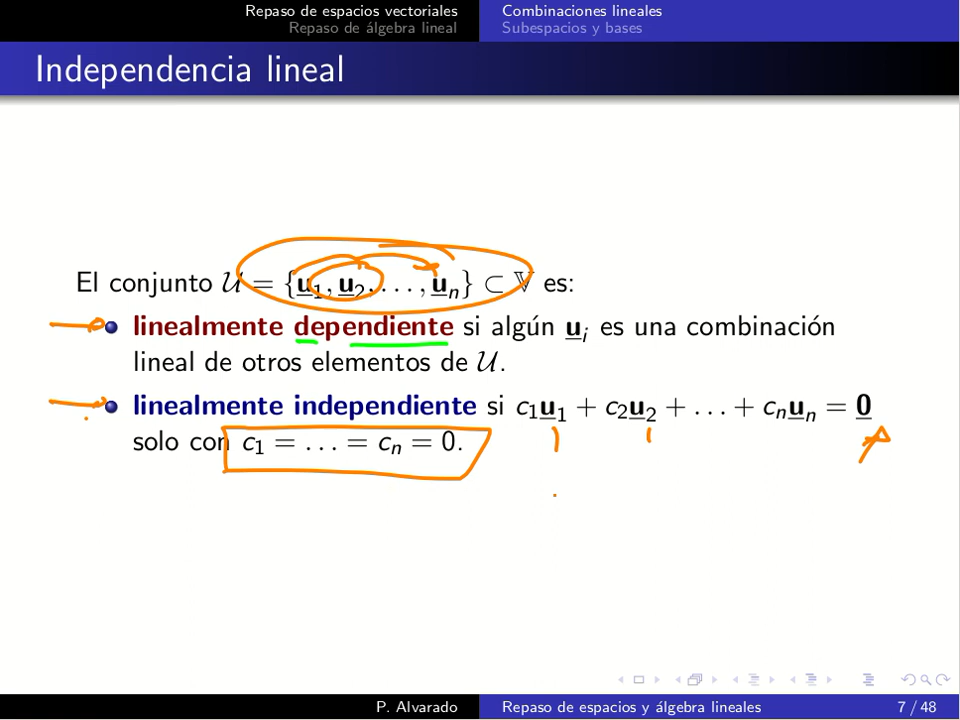 Repaso de espacios vectoriales
Repaso de álgebra lineal
Combinaciones lineales
Subespacios y bases
Independencia lineal
El conjunto 𝒰 = {u₁, u₂, . . . , uₙ} ⊂ 𝕍 es:
linealmente dependiente si algún uᵢ es una combinación
lineal de otros elementos de 𝒰.
linealmente independiente si c₁u₁ + c₂u₂ + . . . + cₙuₙ = 0
solo con c₁ = . . . = cₙ = 0.
P. Alvarado
Repaso de espacios y álgebra lineales
7 / 48